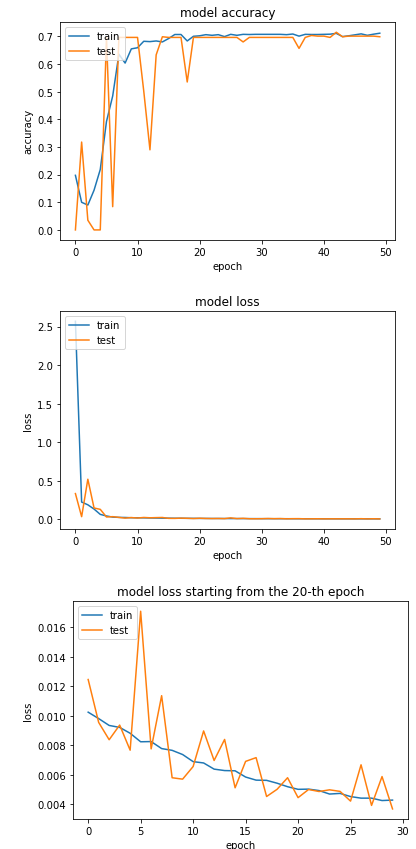 model accuracy
train
test
0.7
0.6
0.5
0.4
0.3
0.2
0.1
0.0
accuracy
0 10 20 30 40 50
epoch
model loss
train
test
2.5
2.0
1.5
1.0
0.5
0.0
loss
0 10 20 30 40 50
epoch
model loss starting from the 20-th epoch
train
test
0.016
0.014
0.012
0.010
0.008
0.006
0.004
loss
0 5 10 15 20 25 30
epoch